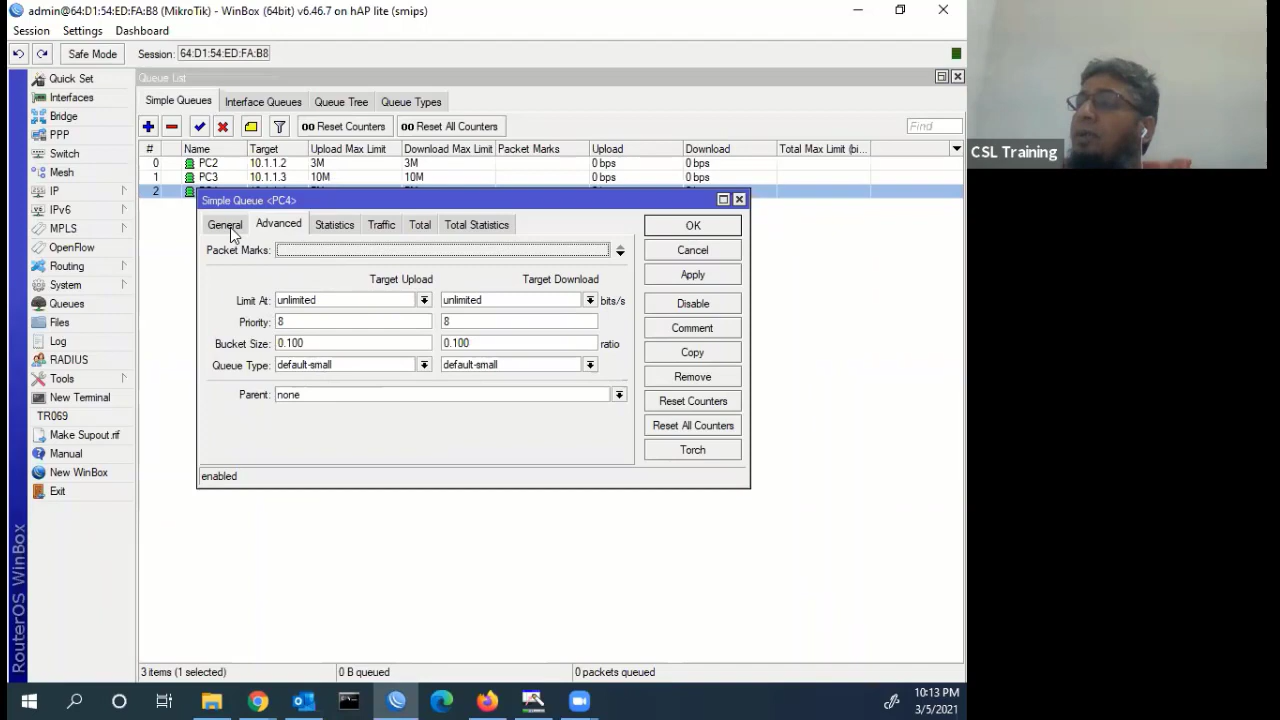 admin@64:D1:54:ED:FA:B8 (MikroTik) - WinBox (64bit) v6.46.7 on hAP lite (smips)
Session Settings Dashboard
Safe Mode Session: 64:D1:54:ED:FA:B8
Quick Set
Interfaces
Bridge
PPP
Switch
Mesh
IP
IPv6
MPLS
OpenFlow
Routing
System
Queues
Files
Log
RADIUS
Tools
New Terminal
TR069
Make Supout.rif
Manual
New WinBox
Exit
RouterOS WinBox
Queue List
Simple Queues Interface Queues Queue Tree Queue Types
00 Reset Counters 00 Reset All Counters Find
# Name Target Upload Max Limit Download Max Limit Packet Marks Upload Download Total Max Limit (bi...
0 PC2 10.1.1.2 3M 3M 0 bps 0 bps
1 PC3 10.1.1.3 10M 10M 0 bps 0 bps
2
Simple Queue <PC4>
General Advanced Statistics Traffic Total Total Statistics
Packet Marks:
Target Upload Target Download
Limit At: unlimited unlimited bits/s
Priority: 8 8
Bucket Size: 0.100 0.100 ratio
Queue Type: default-small default-small
Parent: none
enabled
OK
Cancel
Apply
Disable
Comment
Copy
Remove
Reset Counters
Reset All Counters
Torch
3 items (1 selected) 0 B queued 0 packets queued
CSL Training
10:13 PM
3/5/2021